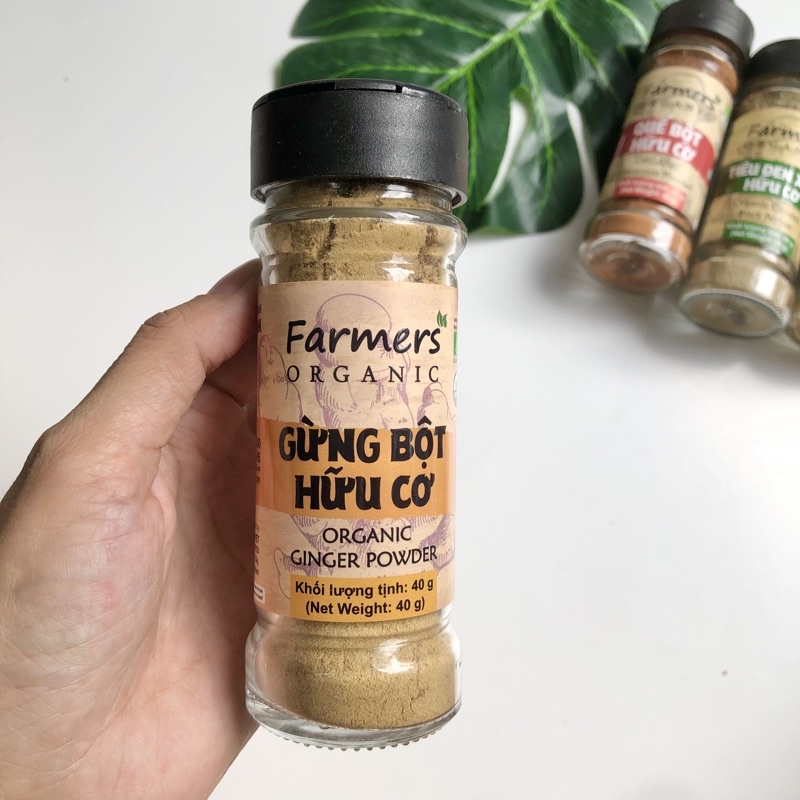 Farmers
ORGANIC
GỪNG BỘT
HỮU CƠ
ORGANIC
GINGER POWDER
Khối lượng tịnh: 40 g
(Net Weight: 40 g)
Farmers
QUẾ BỘT
HỮU CƠ
ORGANIC
Farmers
TIÊU ĐEN
HỮU CƠ